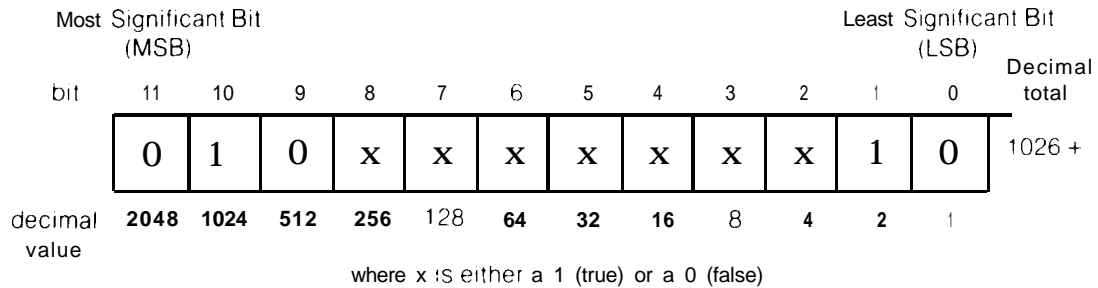 Most Significant Bit Least Significant Bit
(MSB) (LSB)
Decimal
bit 11 10 9 8 7 6 5 4 3 2 1 0 total
0 1 0 x x x x x x x 1 0 1026 +
decimal 2048 1024 512 256 128 64 32 16 8 4 2 1
value
where x is either a 1 (true) or a 0 (false)